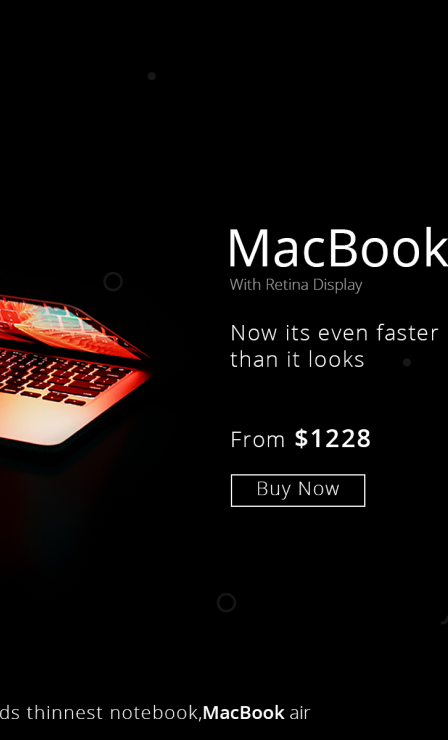 MacBook
With Retina Display
Now its even faster
than it looks
From $1228
Buy Now
thinnest notebook,MacBook air